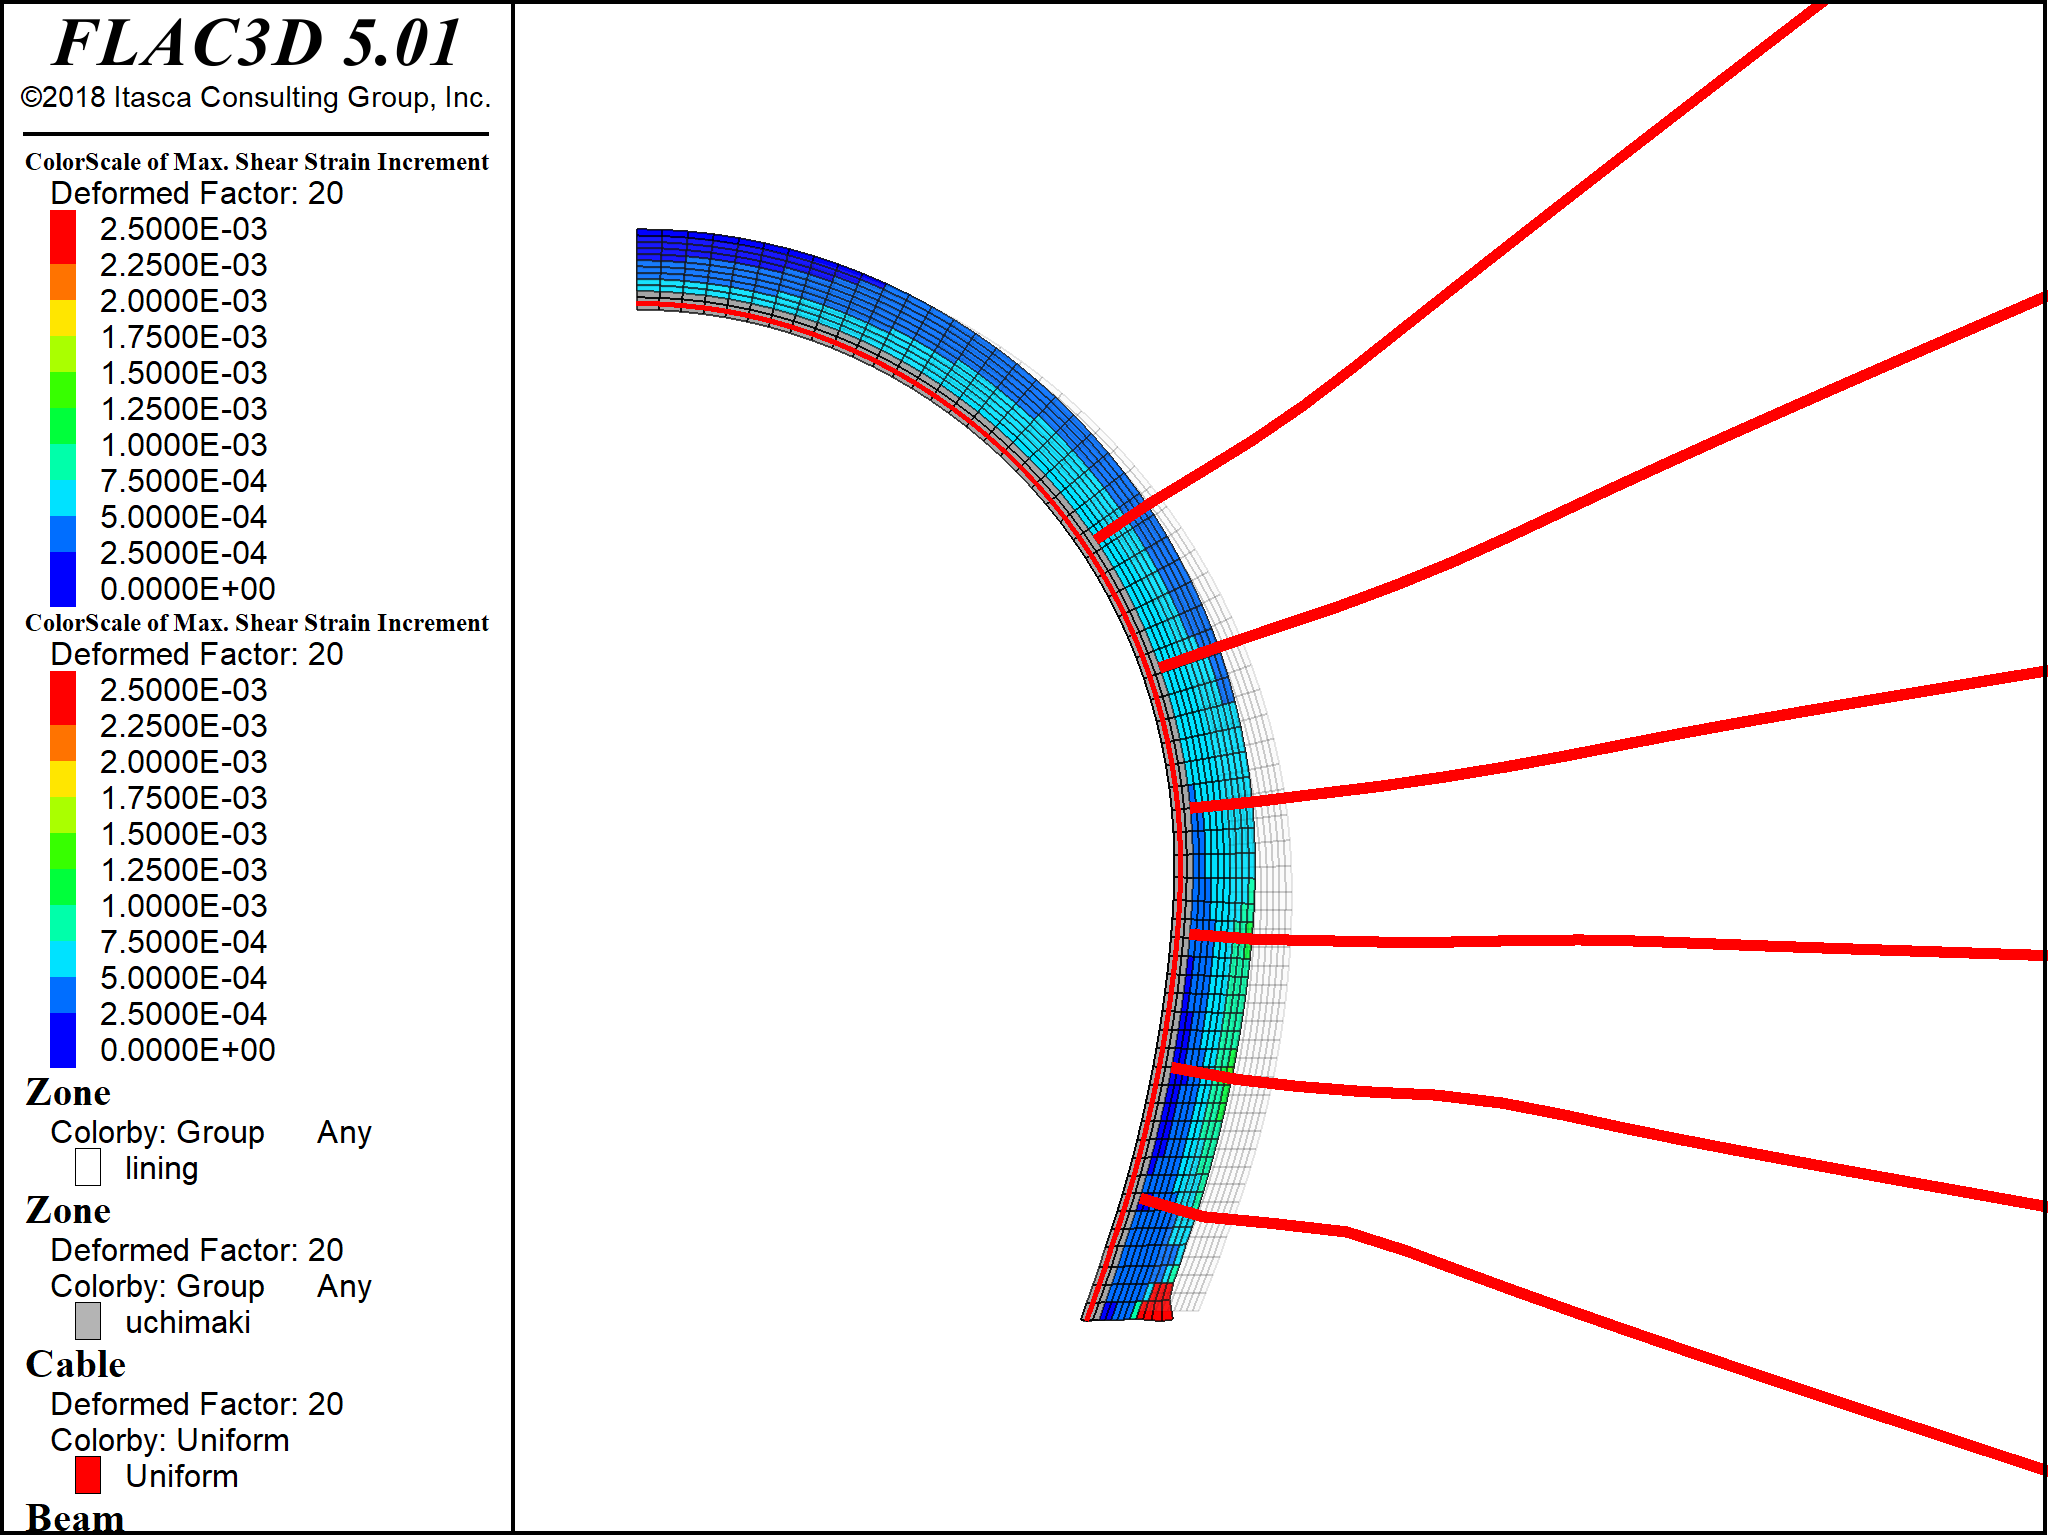 FLAC3D 5.01
©2018 Itasca Consulting Group, Inc.
ColorScale of Max. Shear Strain Increment
Deformed Factor: 20
2.5000E-03
2.2500E-03
2.0000E-03
1.7500E-03
1.5000E-03
1.2500E-03
1.0000E-03
7.5000E-04
5.0000E-04
2.5000E-04
0.0000E+00
ColorScale of Max. Shear Strain Increment
Deformed Factor: 20
2.5000E-03
2.2500E-03
2.0000E-03
1.7500E-03
1.5000E-03
1.2500E-03
1.0000E-03
7.5000E-04
5.0000E-04
2.5000E-04
0.0000E+00
Zone
Colorby: Group Any
lining
Zone
Deformed Factor: 20
Colorby: Group Any
uchimaki
Cable
Deformed Factor: 20
Colorby: Uniform
Uniform
Beam